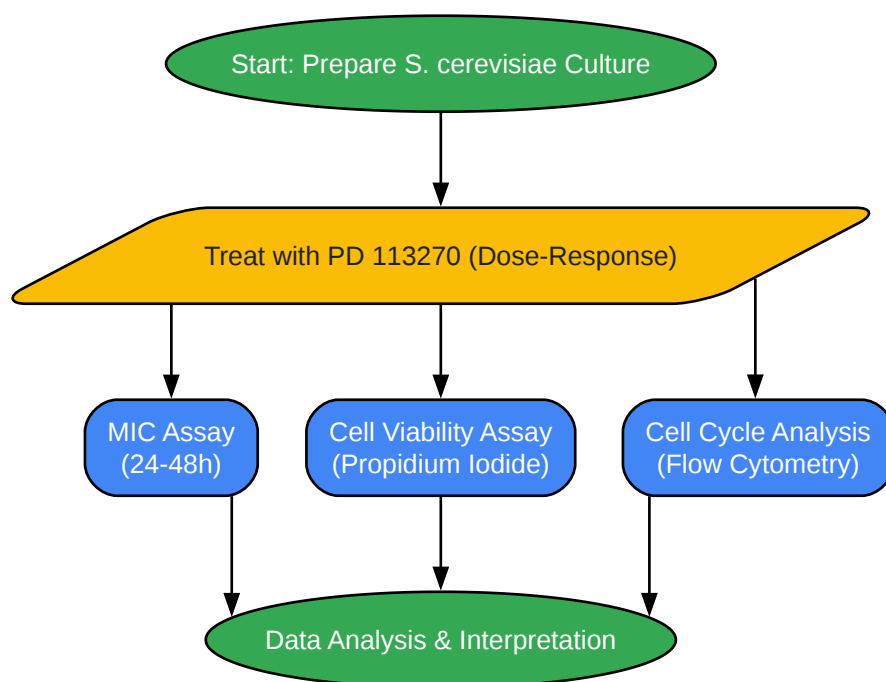 Start: Prepare S. cerevisiae Culture
Treat with PD 113270 (Dose-Response)
MIC Assay
(24-48h)
Cell Viability Assay
(Propidium Iodide)
Cell Cycle Analysis
(Flow Cytometry)
Data Analysis & Interpretation